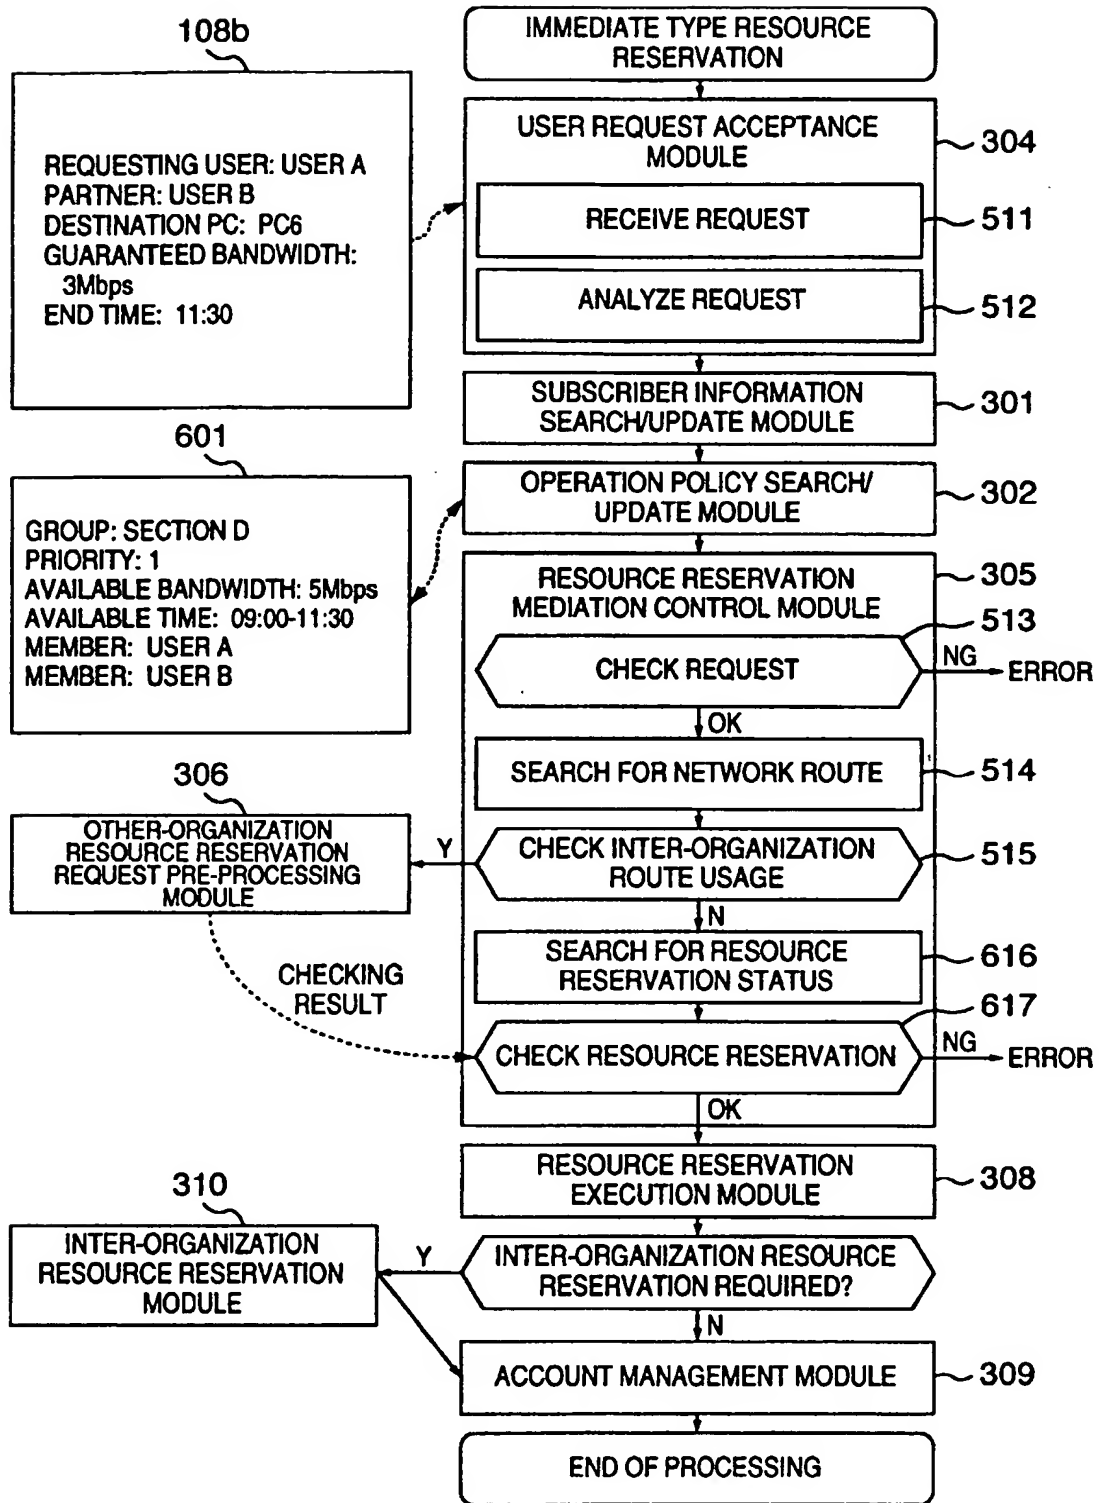 108b
IMMEDIATE TYPE RESOURCE
RESERVATION
REQUESTING USER: USER A
PARTNER: USER B
DESTINATION PC: PC6
GUARANTEED BANDWIDTH:
3Mbps
END TIME: 11:30
USER REQUEST ACCEPTANCE
MODULE
304
RECEIVE REQUEST
511
ANALYZE REQUEST
512
SUBSCRIBER INFORMATION
SEARCH/UPDATE MODULE
301
601
OPERATION POLICY SEARCH/
UPDATE MODULE
302
GROUP: SECTION D
PRIORITY: 1
AVAILABLE BANDWIDTH: 5Mbps
AVAILABLE TIME: 09:00-11:30
MEMBER: USER A
MEMBER: USER B
RESOURCE RESERVATION
MEDIATION CONTROL MODULE
305
513
CHECK REQUEST
NG
ERROR
OK
SEARCH FOR NETWORK ROUTE
514
306
OTHER-ORGANIZATION
RESOURCE RESERVATION
REQUEST PRE-PROCESSING
MODULE
Y
CHECK INTER-ORGANIZATION
ROUTE USAGE
515
N
SEARCH FOR RESOURCE
RESERVATION STATUS
616
CHECKING
RESULT
617
CHECK RESOURCE RESERVATION
NG
ERROR
OK
RESOURCE RESERVATION
EXECUTION MODULE
308
310
INTER-ORGANIZATION
RESOURCE RESERVATION
MODULE
Y
INTER-ORGANIZATION RESOURCE
RESERVATION REQUIRED?
N
ACCOUNT MANAGEMENT MODULE
309
END OF PROCESSING